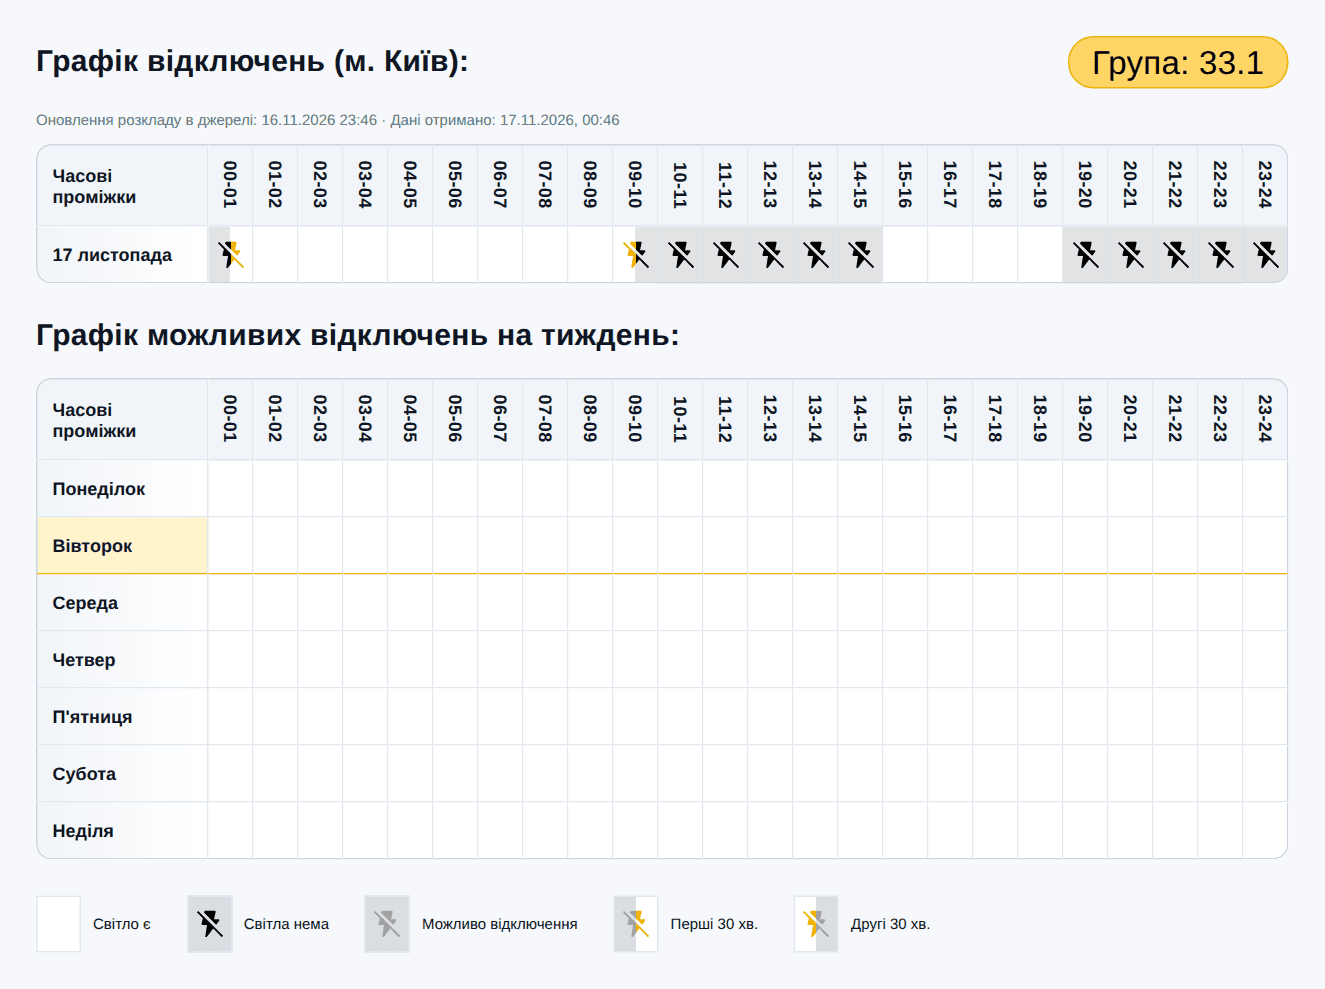 Графік відключень (м. Київ):
Група: 33.1
Оновлення розкладу в джерелі: 16.11.2026 23:46 · Дані отримано: 17.11.2026, 00:46
Часові проміжки 00-01 01-02 02-03 03-04 04-05 05-06 06-07 07-08 08-09 09-10 10-11 11-12 12-13 13-14 14-15 15-16 16-17 17-18 18-19 19-20 20-21 21-22 22-23 23-24
17 листопада
Графік можливих відключень на тиждень:
Часові проміжки 00-01 01-02 02-03 03-04 04-05 05-06 06-07 07-08 08-09 09-10 10-11 11-12 12-13 13-14 14-15 15-16 16-17 17-18 18-19 19-20 20-21 21-22 22-23 23-24
Понеділок
Вівторок
Середа
Четвер
П'ятниця
Субота
Неділя
Світло є Світла нема Можливо відключення Перші 30 хв. Другі 30 хв.